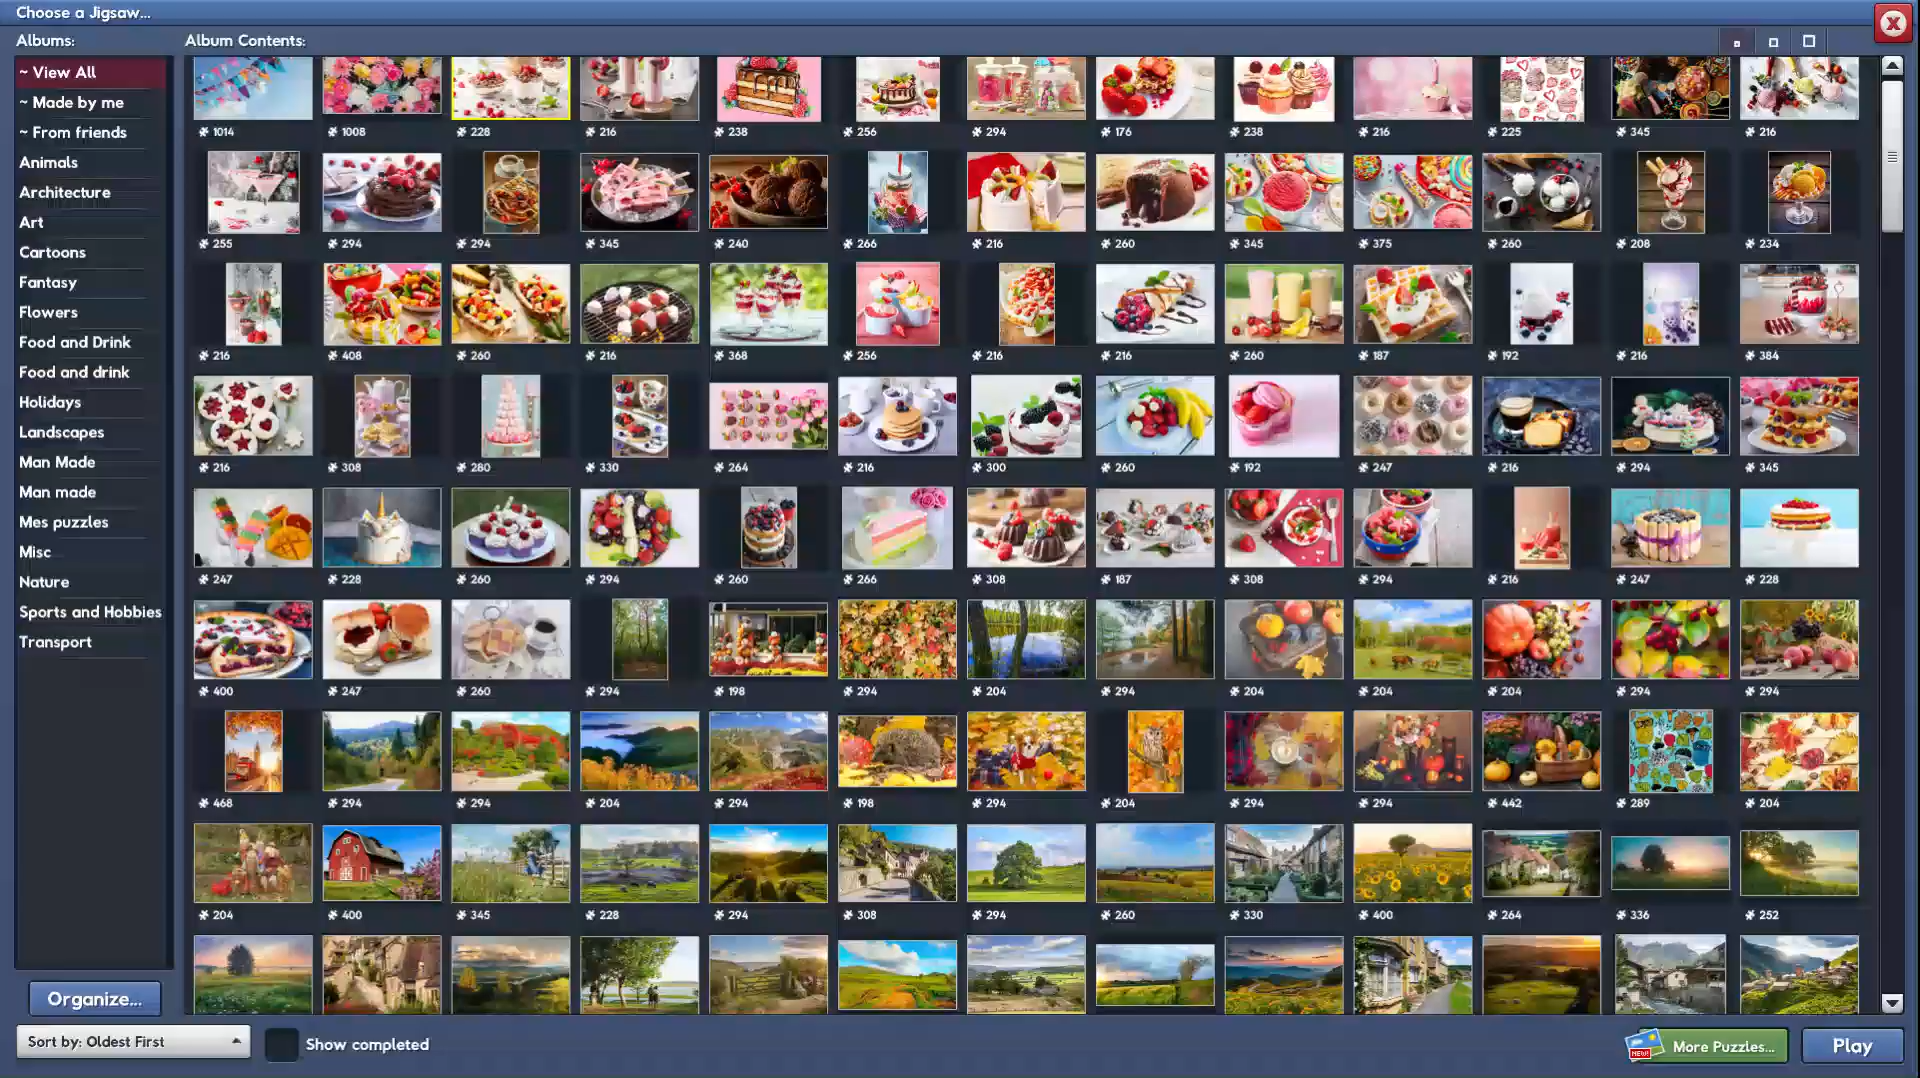 Choose a Jigsaw...
Albums:
Album Contents:
~ View All
~ Made by me
~ From friends
Animals
Architecture
Art
Cartoons
Fantasy
Flowers
Food and Drink
Food and drink
Holidays
Landscapes
Man Made
Man made
Mes puzzles
Misc
Nature
Sports and Hobbies
Transport
1014 1008 228 216 238 256 294 176 238 216 225 345 216
255 294 294 345 240 266 216 260 345 375 260 208 234
216 408 260 216 368 256 216 216 260 187 192 216 384
216 308 280 330 264 216 300 260 192 247 216 294 345
247 228 260 294 260 266 308 187 308 294 216 247 228
400 247 260 294 198 294 204 294 204 204 204 294 294
468 294 294 204 294 198 294 204 294 294 442 289 204
204 400 345 228 294 308 294 260 330 400 264 336 252
Organize...
Sort by: Oldest First
Show completed
NEW!
More Puzzles...
Play